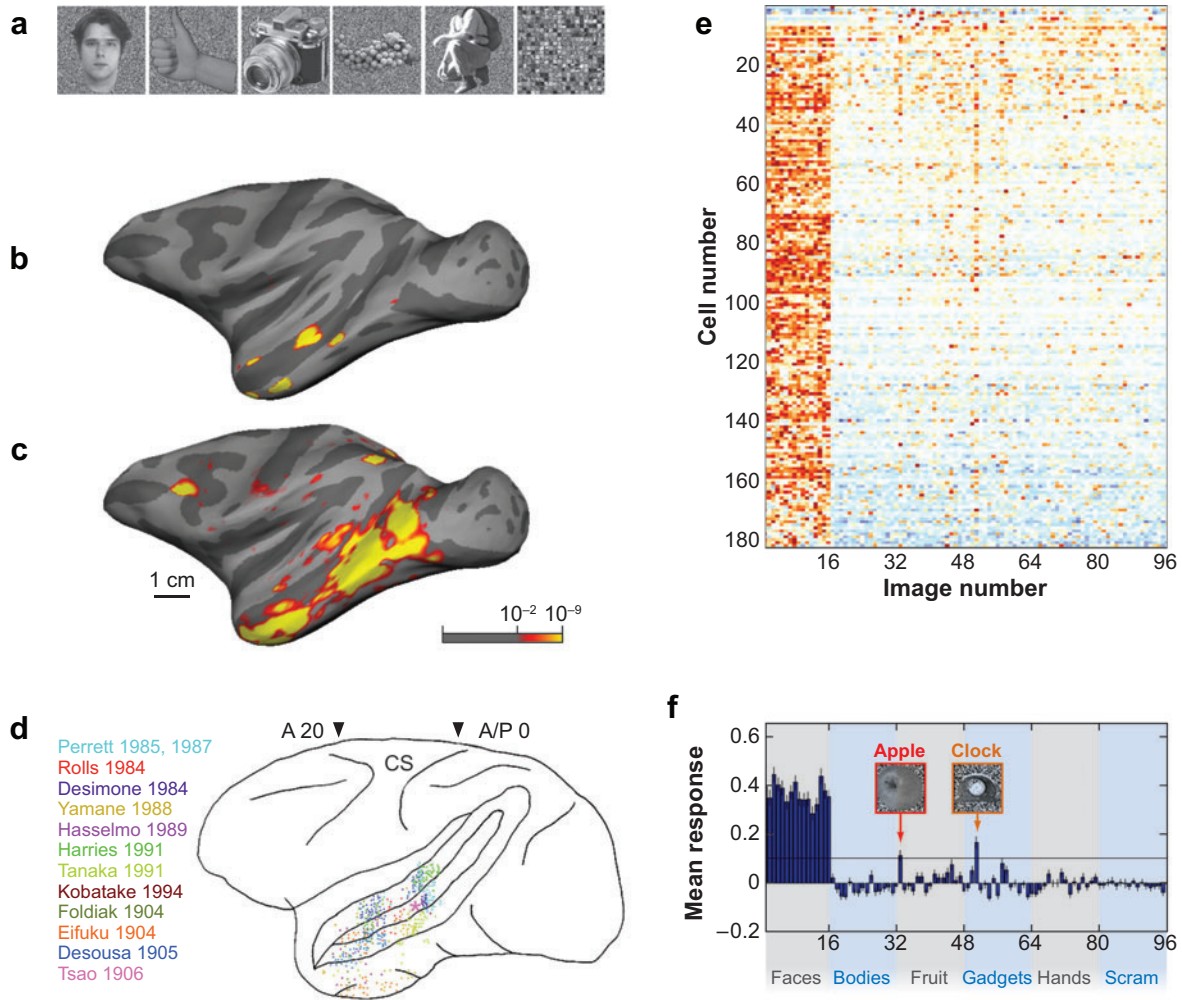 a
b
c
1 cm
10⁻² 10⁻⁹
d
A 20 A/P 0
CS
Perrett 1985, 1987
Rolls 1984
Desimone 1984
Yamane 1988
Hasselmo 1989
Harries 1991
Tanaka 1991
Kobatake 1994
Foldiak 1904
Eifuku 1904
Desousa 1905
Tsao 1906
e
Cell number
20
40
60
80
100
120
140
160
180
16 32 48 64 80 96
Image number
f
Mean response
0.6
0.4
0.2
0
–0.2
Apple Clock
16 32 48 64 80 96
Faces Bodies Fruit Gadgets Hands Scram